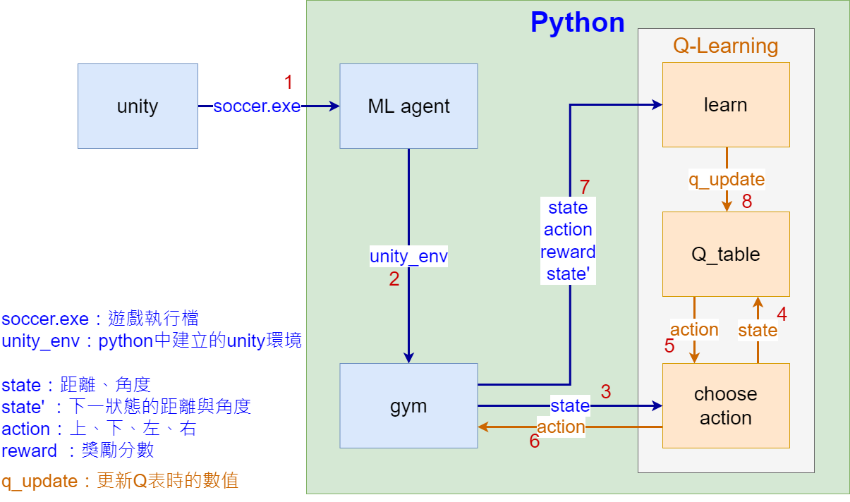 Python
Q-Learning
unity
1
soccer.exe
ML agent
learn
7
q_update
8
state
action
reward
state'
unity_env
2
Q_table
soccer.exe：遊戲執行檔
unity_env：python中建立的unity環境
action
state
4
5
state：距離、角度
state'：下一狀態的距離與角度
action：上、下、左、右
reward ：獎勵分數
q_update：更新Q表時的數值
gym
3
state
action
6
choose
action